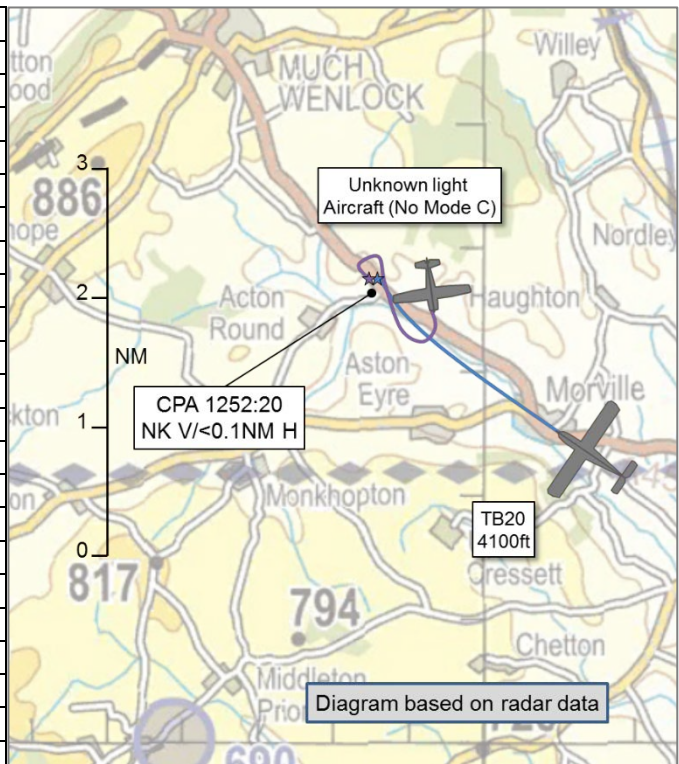 Willey
MUCH
WENLOCK
3
886
Unknown light
Aircraft (No Mode C)
Nordley
2
Acton
Round
Haughton
NM
Aston
Eyre
Morville
CPA 1252:20
NK V/<0.1NM H
1
Monkhopton
TB20
4100ft
0
817
794
Chetton
Middleton
Diagram based on radar data
690